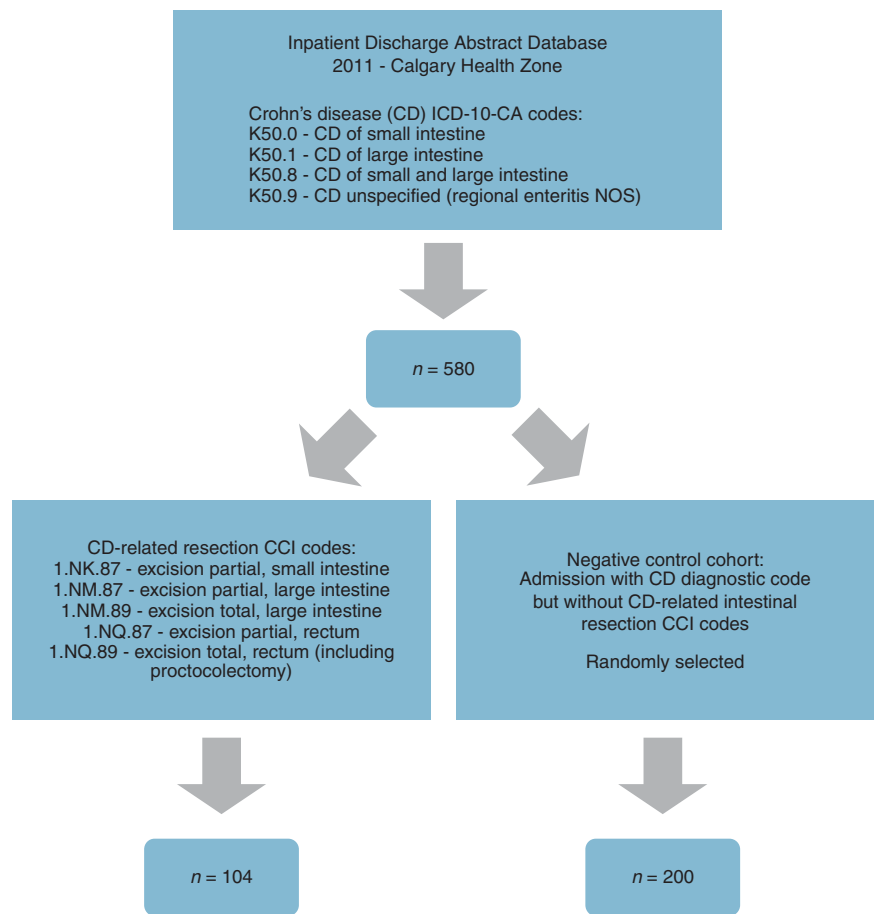 Inpatient Discharge Abstract Database
2011 - Calgary Health Zone
Crohn's disease (CD) ICD-10-CA codes:
K50.0 - CD of small intestine
K50.1 - CD of large intestine
K50.8 - CD of small and large intestine
K50.9 - CD unspecified (regional enteritis NOS)
n = 580
CD-related resection CCI codes:
1.NK.87 - excision partial, small intestine
1.NM.87 - excision partial, large intestine
1.NM.89 - excision total, large intestine
1.NQ.87 - excision partial, rectum
1.NQ.89 - excision total, rectum (including
proctocolectomy)
Negative control cohort:
Admission with CD diagnostic code
but without CD-related intestinal
resection CCI codes
Randomly selected
n = 104
n = 200